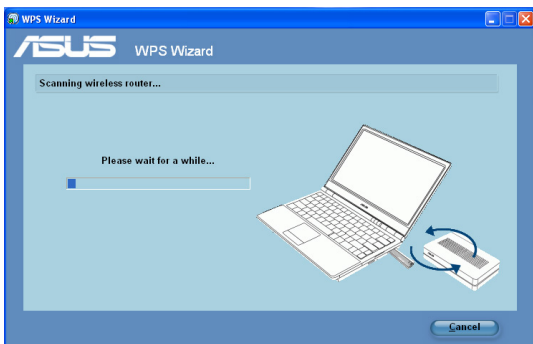 WPS Wizard
ASUS WPS Wizard
Scanning wireless router...
Please wait for a while...
Cancel